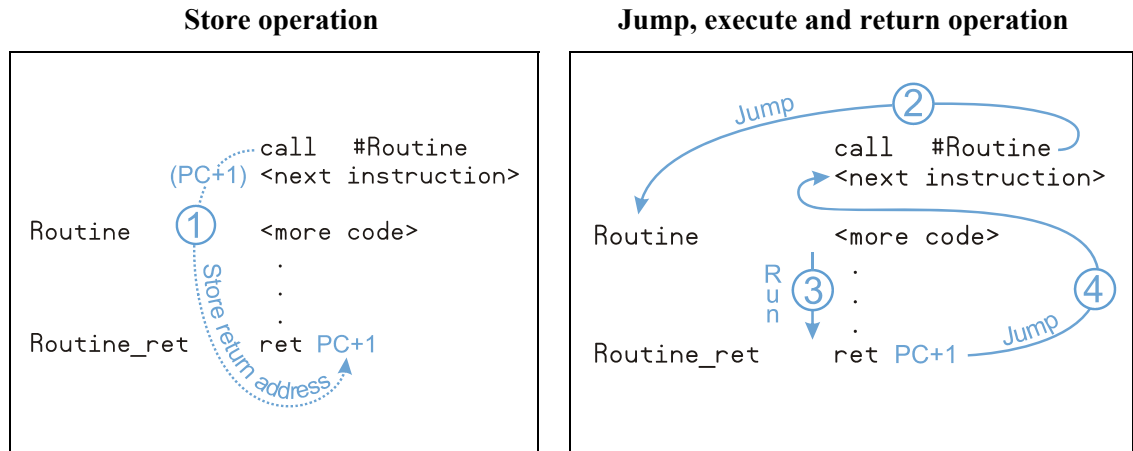 Store operation
call #Routine
(PC+1) <next instruction>
1
Routine <more code>
.
.
.
Store return address
Routine_ret ret PC+1
Jump, execute and return operation
2
Jump
call #Routine
<next instruction>
Routine <more code>
.
.
.
Run
3
4
Jump
Routine_ret ret PC+1